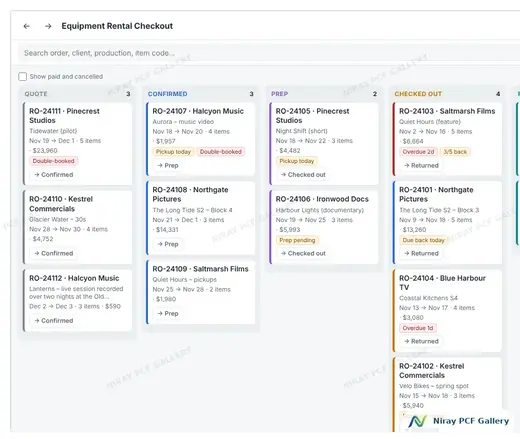 Equipment Rental Checkout
Search order, client, production, item code...
Show paid and cancelled
QUOTE 3
RO-24111 · Pinecrest
Studios
Tidewater (pilot)
Nov 19 → Dec 1 · 5 items
· $23,960
Double-booked
→ Confirmed
RO-24110 · Kestrel
Commercials
Glacier Water – 30s
Nov 28 → Nov 30 · 4 items
· $4,752
→ Confirmed
RO-24112 · Halcyon Music
Lanterns – live session recorded
over two nights at the Old...
Dec 2 → Dec 3 · 3 items · $590
→ Confirmed
CONFIRMED 3
RO-24107 · Halcyon Music
Aurora – music video
Nov 18 → Nov 20 · 4 items
· $1,957
Pickup today Double-booked
→ Prep
RO-24108 · Northgate
Pictures
The Long Tide S2 – Block 4
Nov 21 → Dec 1 · 3 items
· $14,331
→ Prep
RO-24109 · Saltmarsh Films
Quiet Hours – pickups
Nov 25 → Nov 28 · 2 items
· $1,980
→ Prep
PREP 2
RO-24105 · Pinecrest
Studios
Night Shift (short)
Nov 18 → Nov 22 · 3 items
· $4,482
Pickup today
→ Checked out
RO-24106 · Ironwood Docs
Harbour Lights (documentary)
Nov 19 → Nov 25 · 3 items
· $5,993
Prep pending
→ Checked out
CHECKED OUT 4
RO-24103 · Saltmarsh Films
Quiet Hours (feature)
Nov 2 → Nov 16 · 5 items
· $6,664
Overdue 2d 3/5 back
→ Returned
RO-24101 · Northgate
Pictures
The Long Tide S2 – Block 3
Nov 9 → Nov 18 · 5 items
· $13,260
Due back today
→ Returned
RO-24104 · Blue Harbour
TV
Coastal Kitchens S4
Nov 13 → Nov 17 · 4 items
· $3,080
Overdue 1d
→ Returned
RO-24102 · Kestrel
Commercials
Velo Bikes – spring spot
Nov 15 → Nov 18 · 3 items
· $5,940
Niray PCF Gallery
NIRAY PCF GALLERY